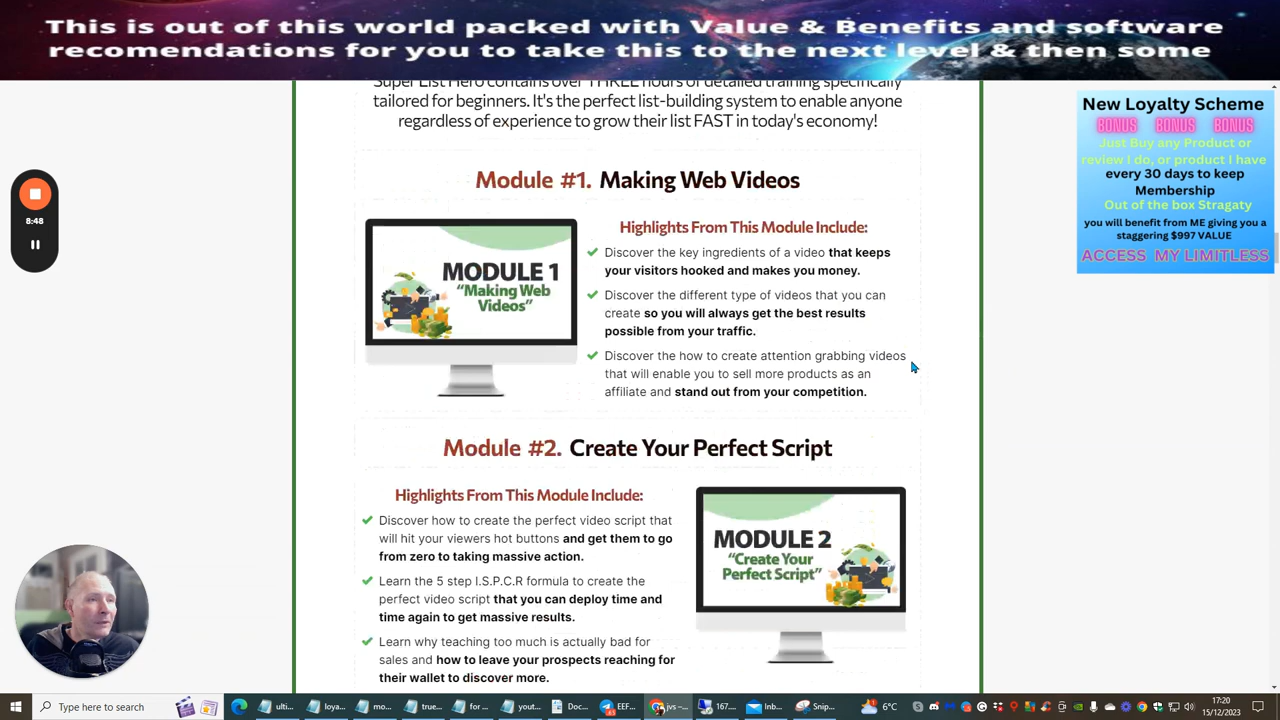 This is out of this world packed with Value & Benefits and software
recomendations for you to take this to the next level & then some
Super List Hero contains over THREE hours of detailed training specifically
tailored for beginners. It's the perfect list-building system to enable anyone
regardless of experience to grow their list FAST in today's economy!
New Loyalty Scheme
BONUS BONUS BONUS
Just Buy any Product or
review I do, or product I have
every 30 days to keep
Membership
Out of the box Stragaty
you will benefit from ME giving you a
staggering $997 VALUE
ACCESS MY LIMITLESS
8:48
Module #1. Making Web Videos
MODULE 1
"Making Web
Videos"
Highlights From This Module Include:
Discover the key ingredients of a video that keeps
your visitors hooked and makes you money.
Discover the different type of videos that you can
create so you will always get the best results
possible from your traffic.
Discover the how to create attention grabbing videos
that will enable you to sell more products as an
affiliate and stand out from your competition.
Module #2. Create Your Perfect Script
Highlights From This Module Include:
Discover how to create the perfect video script that
will hit your viewers hot buttons and get them to go
from zero to taking massive action.
Learn the 5 step I.S.P.C.R formula to create the
perfect video script that you can deploy time and
time again to get massive results.
Learn why teaching too much is actually bad for
sales and how to leave your prospects reaching for
their wallet to discover more.
MODULE 2
"Create Your
Perfect Script"
Type here to search
ulti...
loya...
mo...
true...
for ...
yout...
Doc...
EEF...
jvs –...
167....
Inb...
Snip...
6°C
17:20
15/12/2023